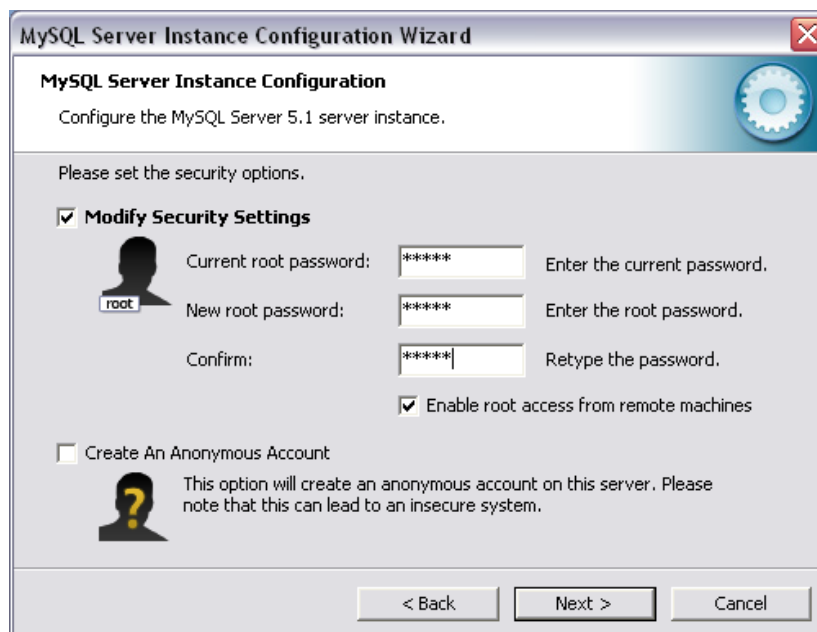 MySQL Server Instance Configuration Wizard
MySQL Server Instance Configuration
Configure the MySQL Server 5.1 server instance.
Please set the security options.
Modify Security Settings
root
Current root password: ***** Enter the current password.
New root password: ***** Enter the root password.
Confirm: ***** Retype the password.
Enable root access from remote machines
Create An Anonymous Account
?
This option will create an anonymous account on this server. Please
note that this can lead to an insecure system.
< Back Next > Cancel